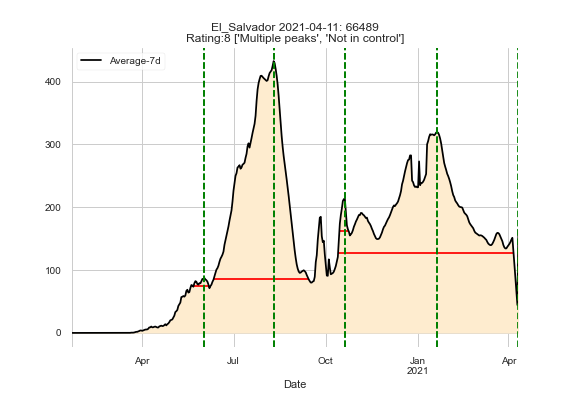 El_Salvador 2021-04-11: 66489
Rating:8 ['Multiple peaks', 'Not in control']
Average-7d
400
300
200
100
0
Apr
Jul
Oct
Jan
2021
Apr
Date